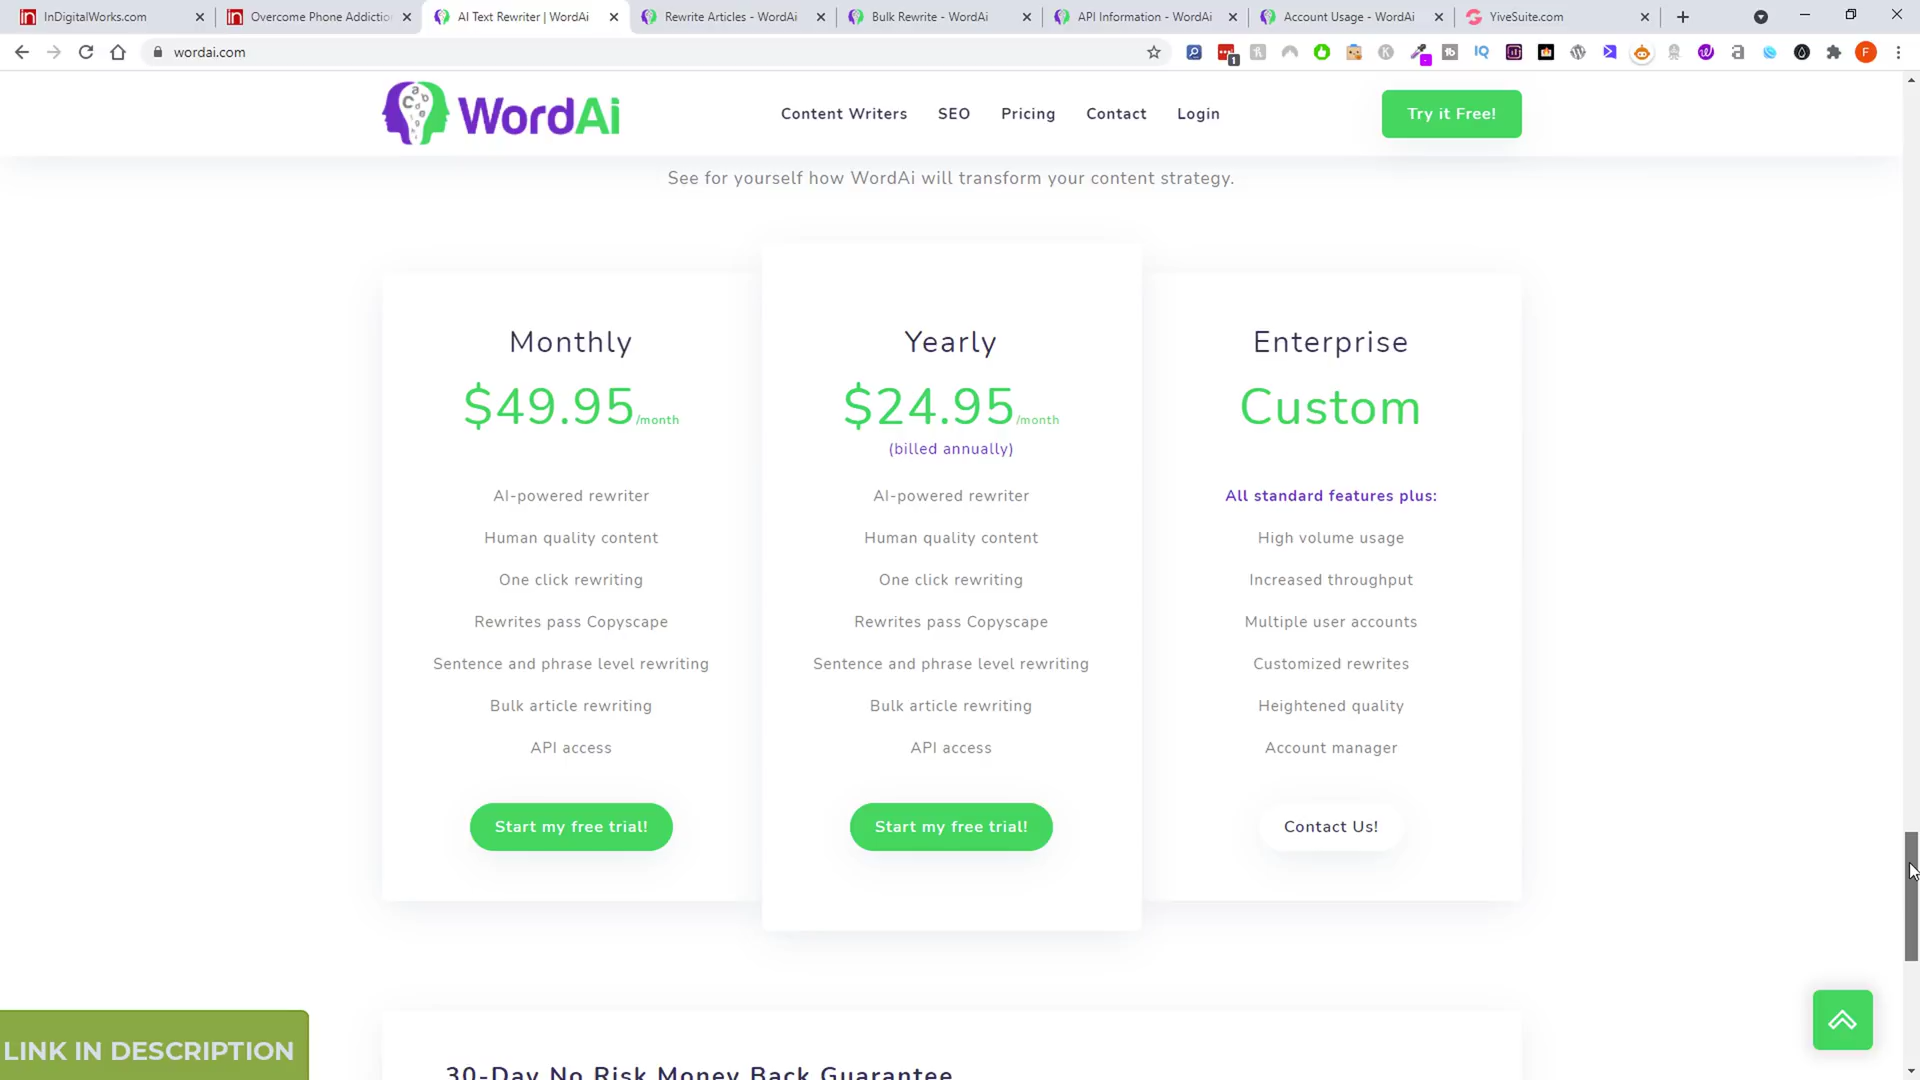 InDigitalWorks.com
Overcome Phone Addictio
AI Text Rewriter | WordAi
Rewrite Articles - WordAi
Bulk Rewrite - WordAi
API Information - WordAi
Account Usage - WordAi
YiveSuite.com
wordai.com
WordAi
Content Writers
SEO
Pricing
Contact
Login
Try it Free!
See for yourself how WordAi will transform your content strategy.
Monthly
$49.95/month
AI-powered rewriter
Human quality content
One click rewriting
Rewrites pass Copyscape
Sentence and phrase level rewriting
Bulk article rewriting
API access
Start my free trial!
Yearly
$24.95/month
(billed annually)
AI-powered rewriter
Human quality content
One click rewriting
Rewrites pass Copyscape
Sentence and phrase level rewriting
Bulk article rewriting
API access
Start my free trial!
Enterprise
Custom
All standard features plus:
High volume usage
Increased throughput
Multiple user accounts
Customized rewrites
Heightened quality
Account manager
Contact Us!
30-Day No Risk Money Back Guarantee
LINK IN DESCRIPTION